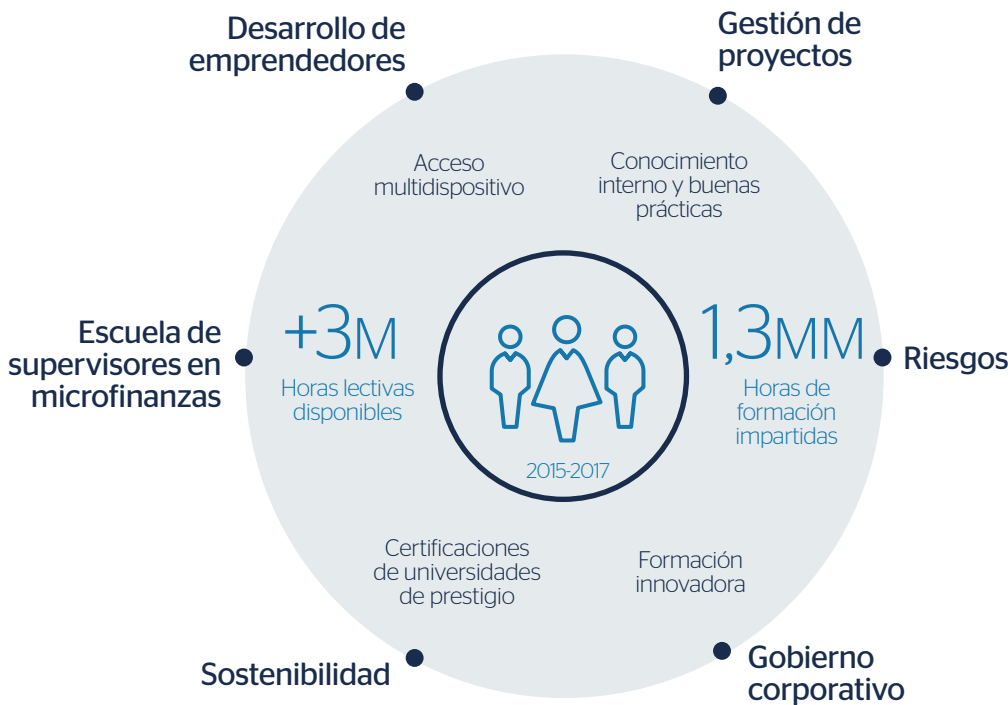 Desarrollo de
emprendedores
Gestión de
proyectos
Acceso
multidispositivo
Conocimiento
interno y buenas
prácticas
Escuela de
supervisores en
microfinanzas
+3M
Horas lectivas
disponibles
2015-2017
1,3MM
Horas de
formación
impartidas
Riesgos
Certificaciones
de universidades
de prestigio
Formación
innovadora
Sostenibilidad
Gobierno
corporativo